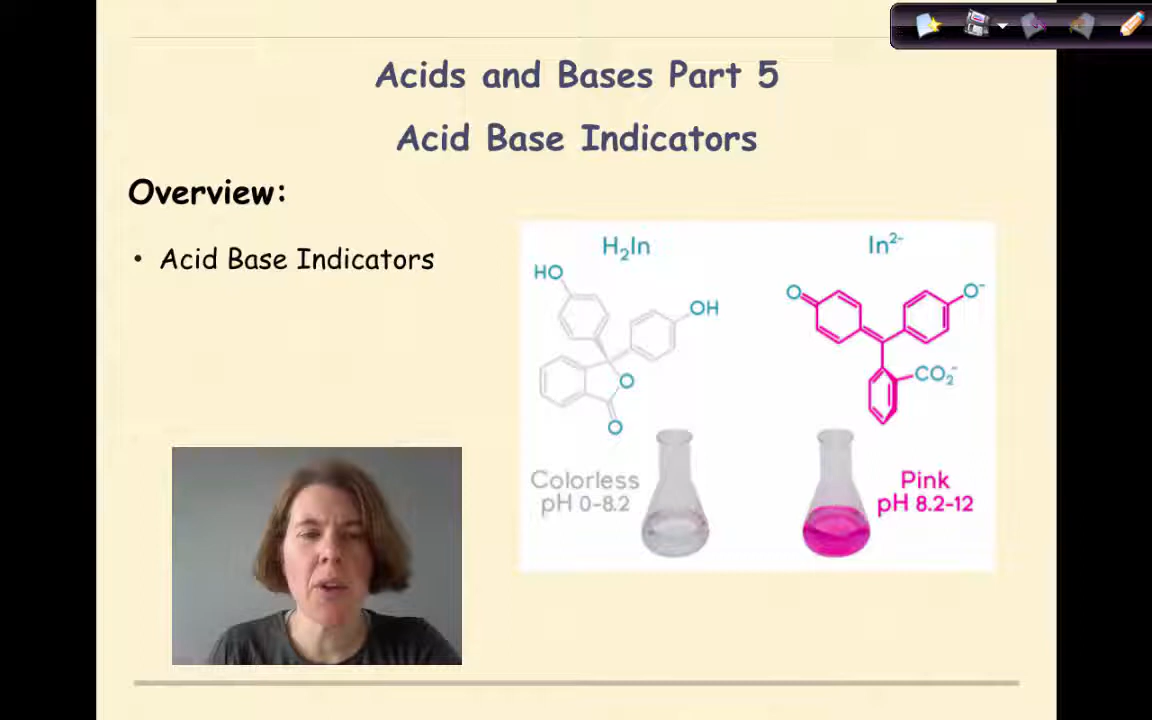 Acids and Bases Part 5
Acid Base Indicators
Overview:
• Acid Base Indicators
H₂In
In²⁻
HO
OH
O
O
O
O⁻
CO₂⁻
Colorless
pH 0-8.2
Pink
pH 8.2-12